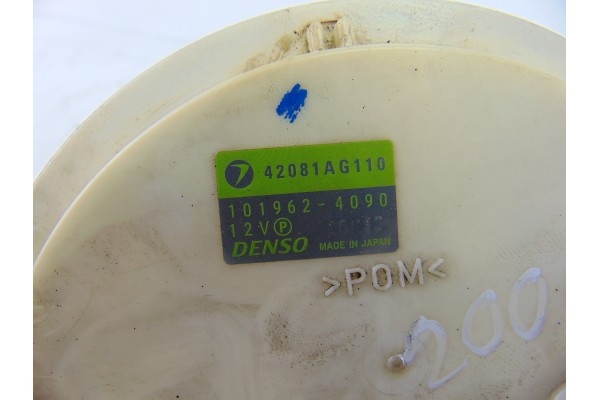 42081AG110
101962-4090
12V P
DENSO MADE IN JAPAN
>POM<
.200